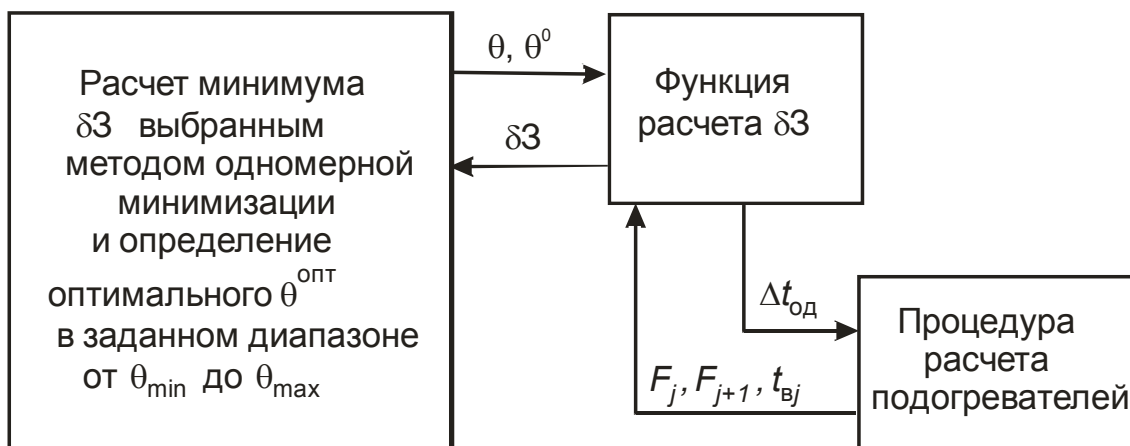 Расчет минимума
δЗ выбранным
методом одномерной
минимизации
и определение
оптимального θ^опт
в заданном диапазоне
от θ_min до θ_max
θ, θ^0
δЗ
Функция
расчета δЗ
Δt_од
F_j, F_j+1, t_вj
Процедура
расчета
подогревателей